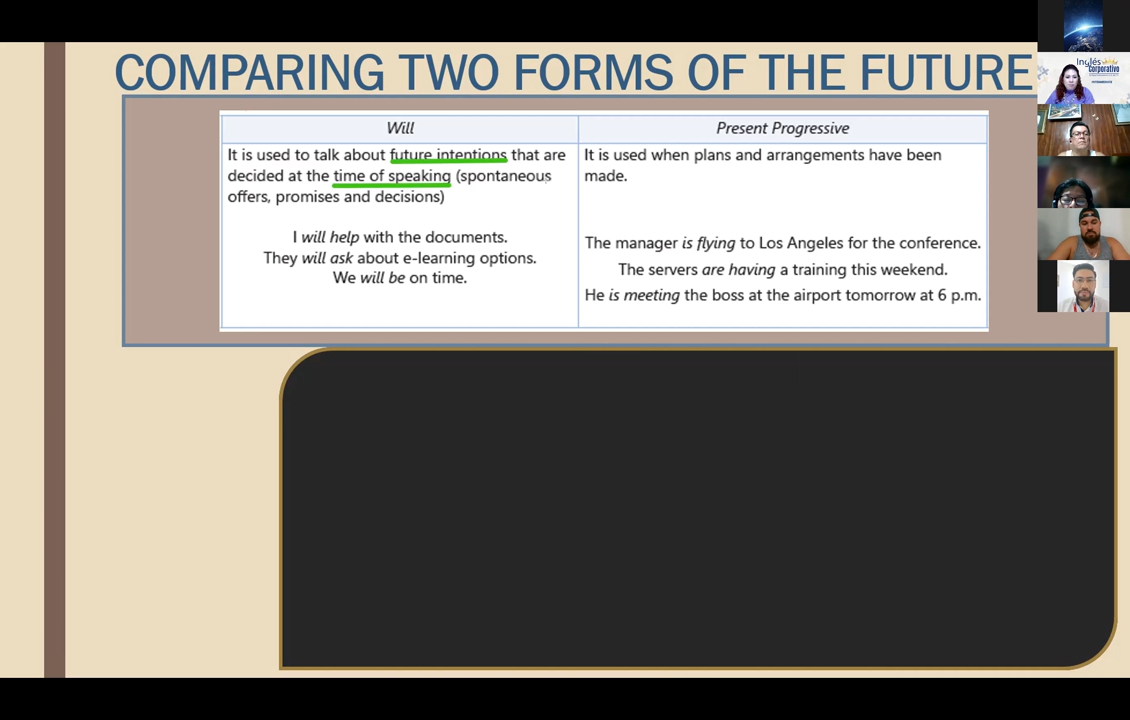 COMPARING TWO FORMS OF THE FUTURE
Will
It is used to talk about future intentions that are
decided at the time of speaking (spontaneous
offers, promises and decisions)
I will help with the documents.
They will ask about e-learning options.
We will be on time.
Present Progressive
It is used when plans and arrangements have been
made.
The manager is flying to Los Angeles for the conference.
The servers are having a training this weekend.
He is meeting the boss at the airport tomorrow at 6 p.m.
Inglés
Corporativo